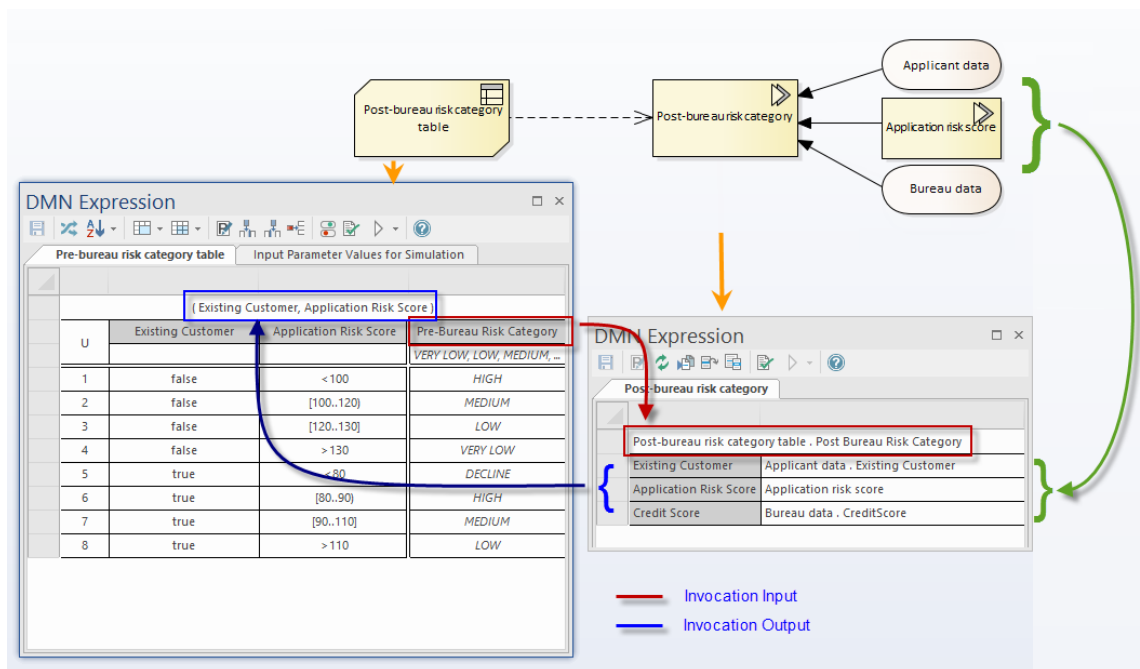 Applicant data
Post-bureau risk category
table
Post-bureau risk category
Application risk score
Bureau data
DMN Expression
Pre-bureau risk category table
Input Parameter Values for Simulation
( Existing Customer, Application Risk Score )
U Existing Customer Application Risk Score Pre-Bureau Risk Category
VERY LOW, LOW, MEDIUM, ...
1 false <100 HIGH
2 false [100..120) MEDIUM
3 false [120..130] LOW
4 false >130 VERY LOW
5 true <80 DECLINE
6 true [80..90) HIGH
7 true [90..110] MEDIUM
8 true >110 LOW
DMN Expression
Post-bureau risk category
Post-bureau risk category table . Post Bureau Risk Category
Existing Customer Applicant data . Existing Customer
Application Risk Score Application risk score
Credit Score Bureau data . CreditScore
Invocation Input
Invocation Output